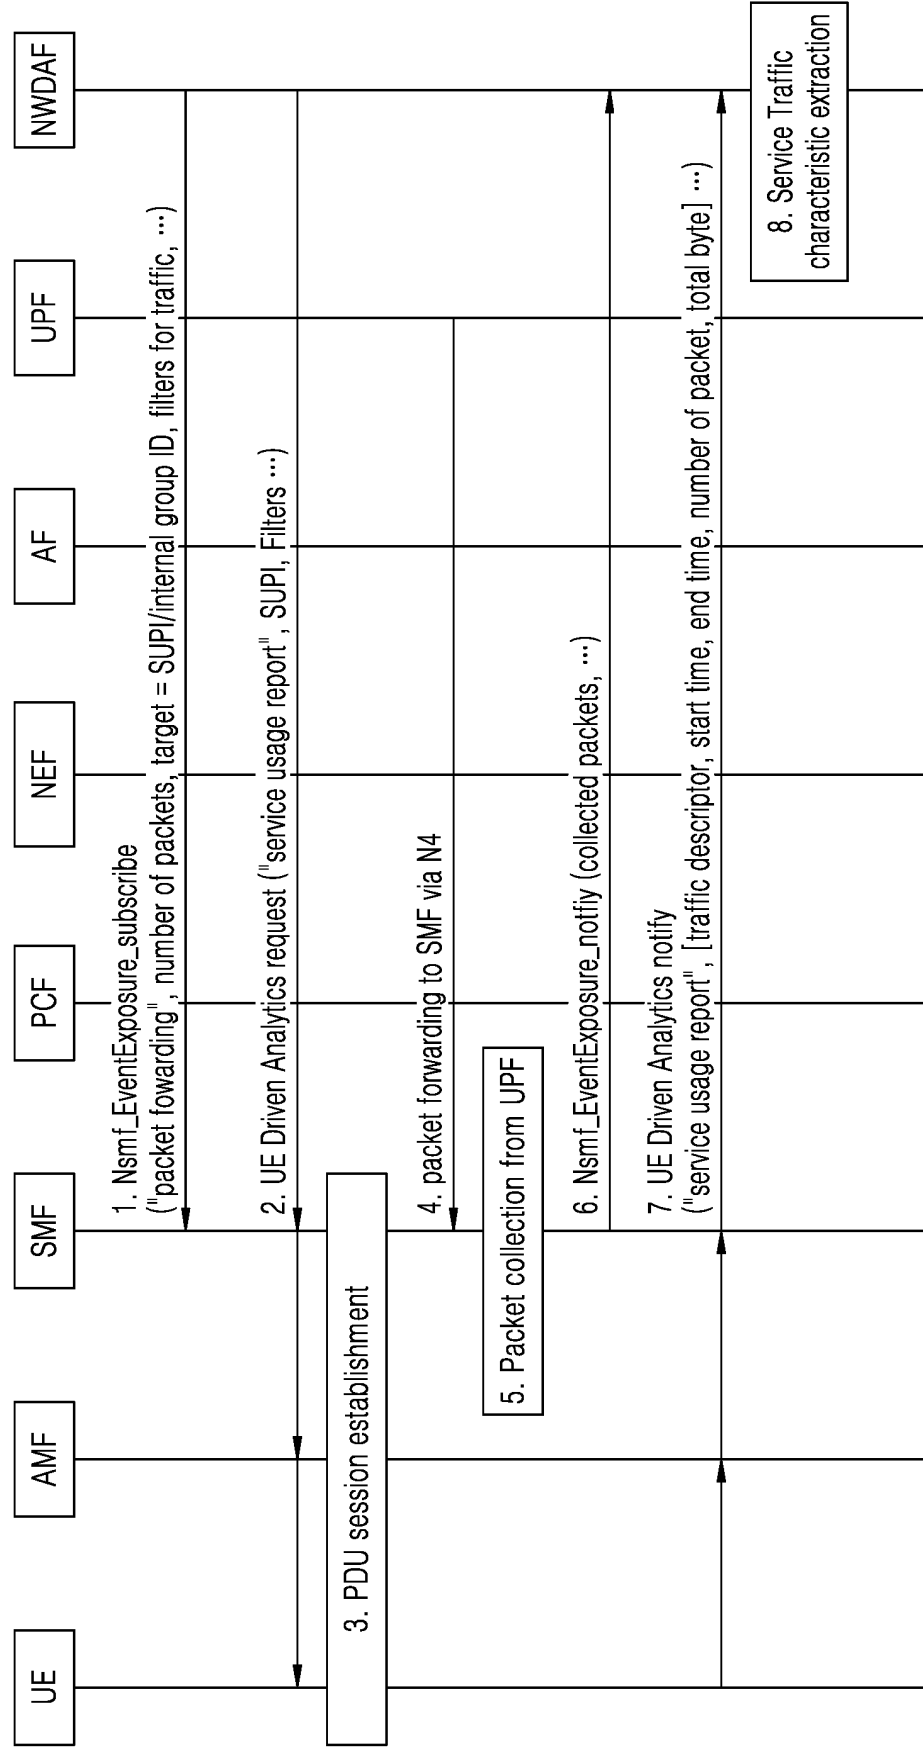 UE
AMF
SMF
PCF
NEF
AF
UPF
NWDAF
1. Nsmf_EventExposure_subscribe
("packet fowarding", number of packets, target = SUPI/internal group ID, filters for traffic, ···)
2. UE Driven Analytics request ("service usage report", SUPI, Filters ···)
3. PDU session establishment
4. packet forwarding to SMF via N4
5. Packet collection from UPF
6. Nsmf_EventExposure_notfiy (collected packets, ···)
7. UE Driven Analytics notify
("service usage report", [traffic descriptor, start time, end time, number of packet, total byte] ···)
8. Service Traffic
characteristic extraction